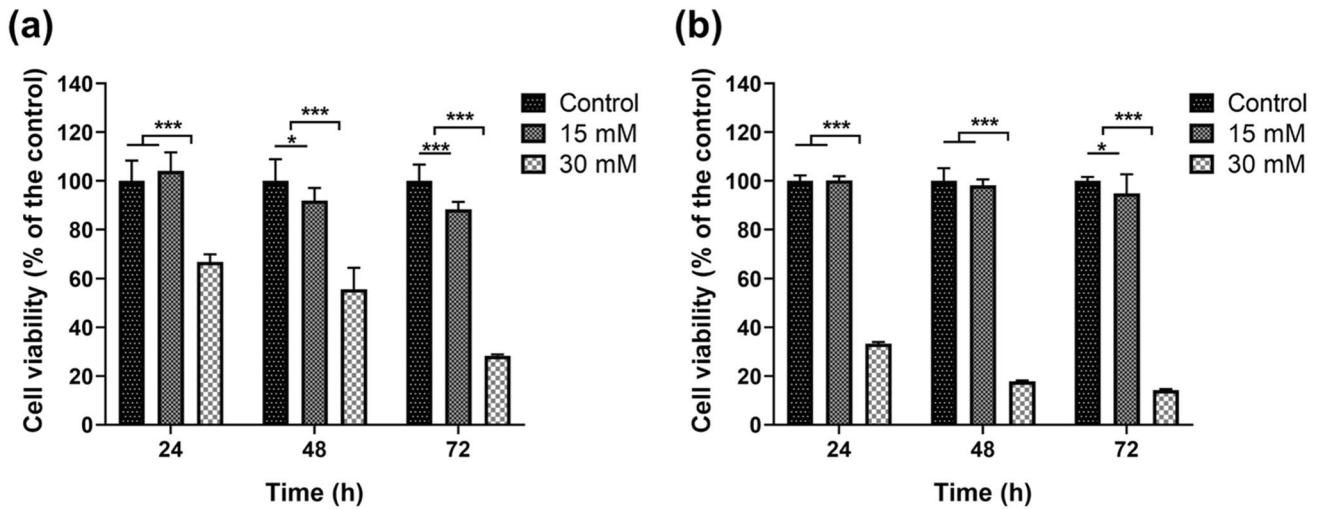 (a)
Cell viability (% of the control)
140
120
100
80
60
40
20
0
***
*
***
***
***
24
48
72
Time (h)
Control
15 mM
30 mM
(b)
Cell viability (% of the control)
140
120
100
80
60
40
20
0
***
***
*
***
24
48
72
Time (h)
Control
15 mM
30 mM